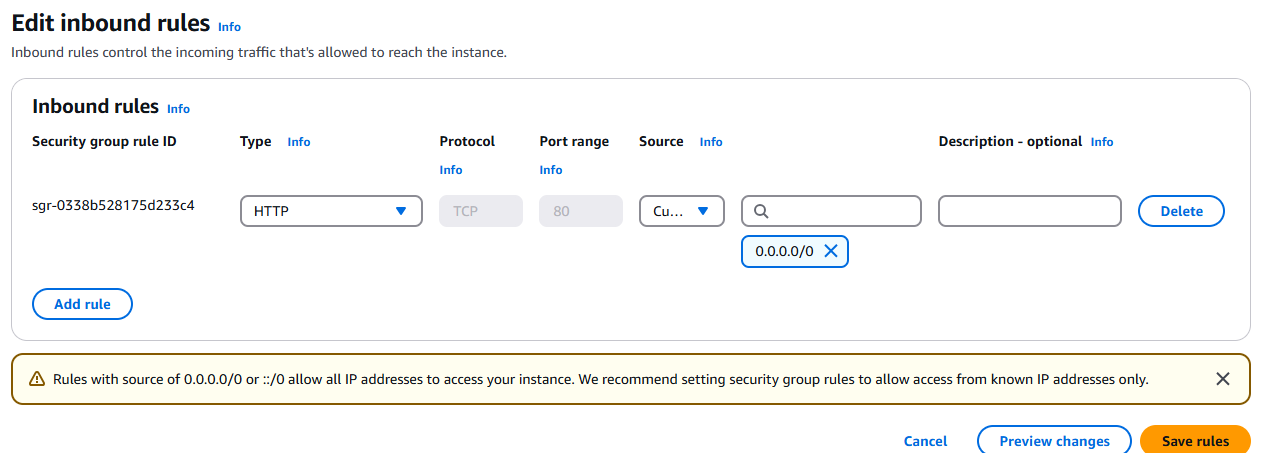 Edit inbound rules Info
Inbound rules control the incoming traffic that's allowed to reach the instance.
Inbound rules Info
Security group rule ID Type Info Protocol Info Port range Info Source Info Description - optional Info
sgr-0338b528175d233c4 HTTP TCP 80 Cu... Delete
0.0.0.0/0
Add rule
Rules with source of 0.0.0.0/0 or ::/0 allow all IP addresses to access your instance. We recommend setting security group rules to allow access from known IP addresses only.
Cancel Preview changes Save rules